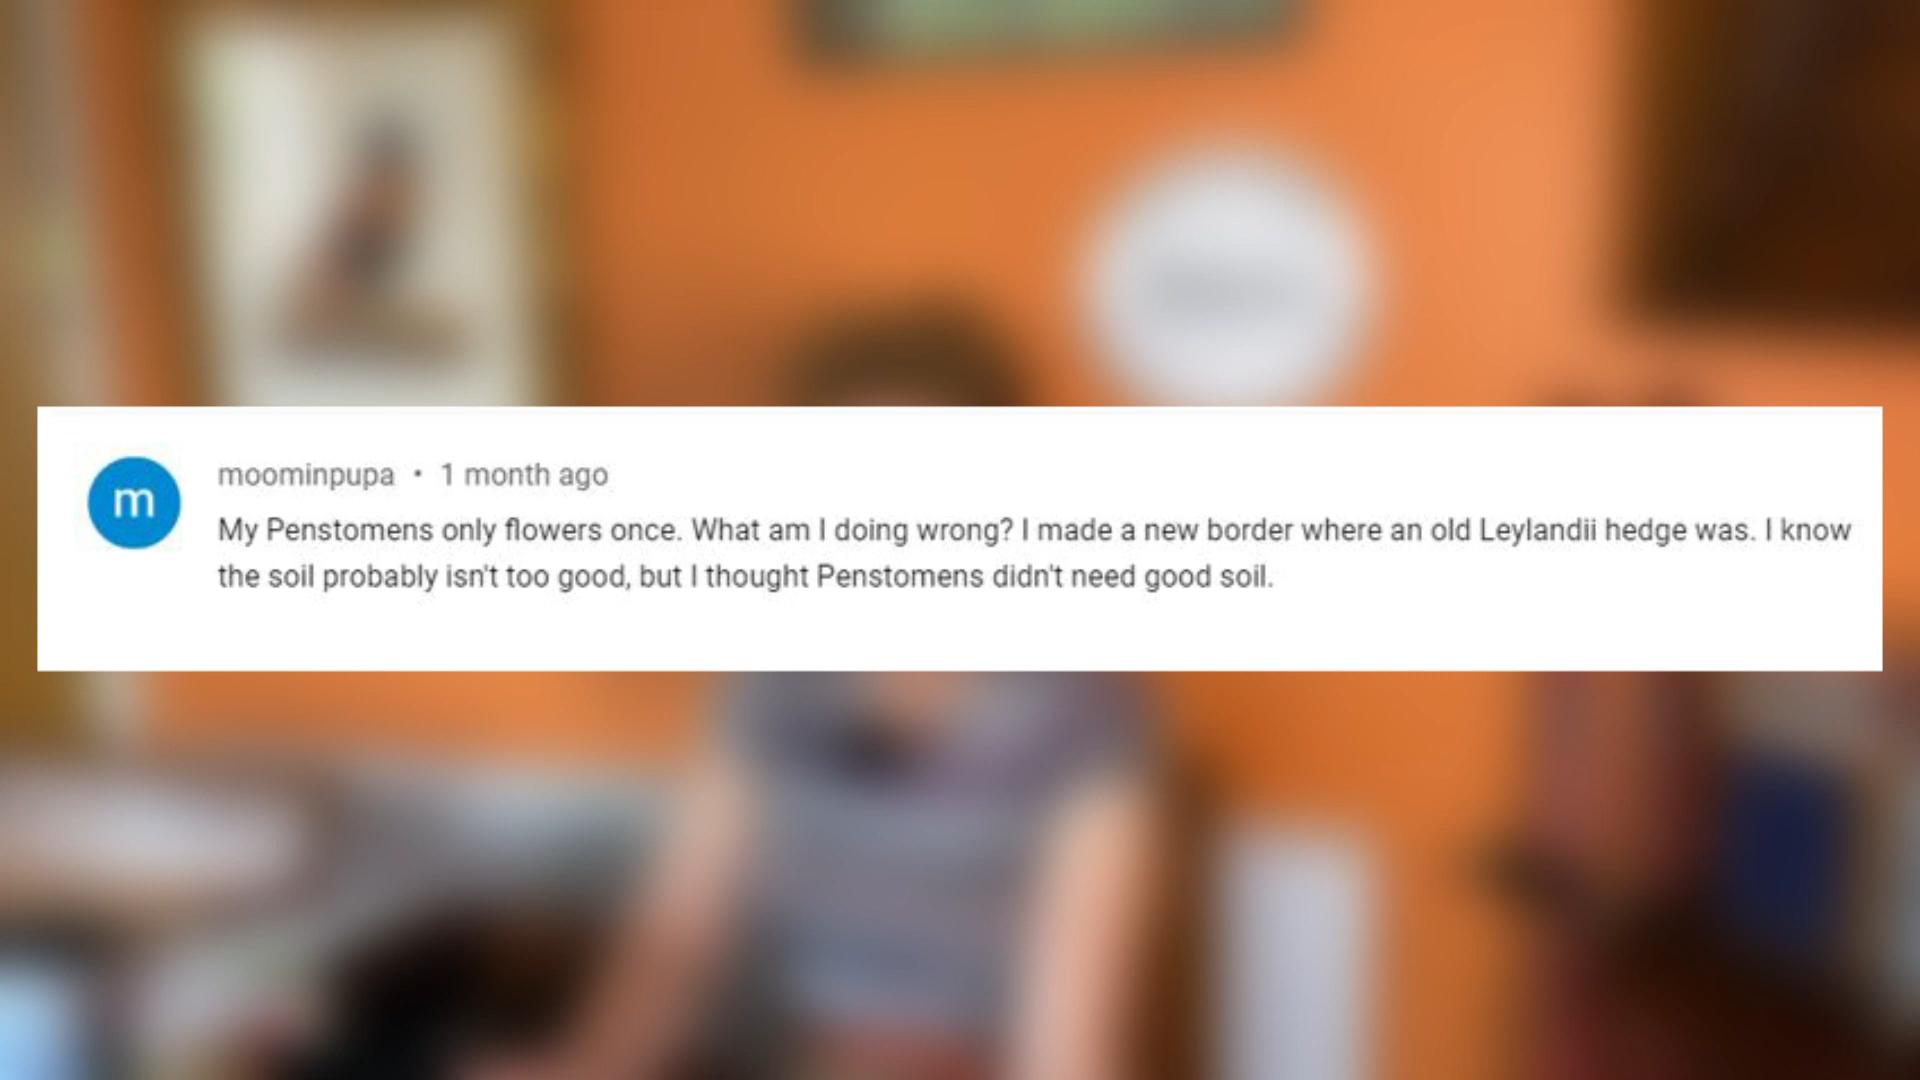 m
moominpupa • 1 month ago
My Penstomens only flowers once. What am I doing wrong? I made a new border where an old Leylandii hedge was. I know
the soil probably isn't too good, but I thought Penstomens didn't need good soil.